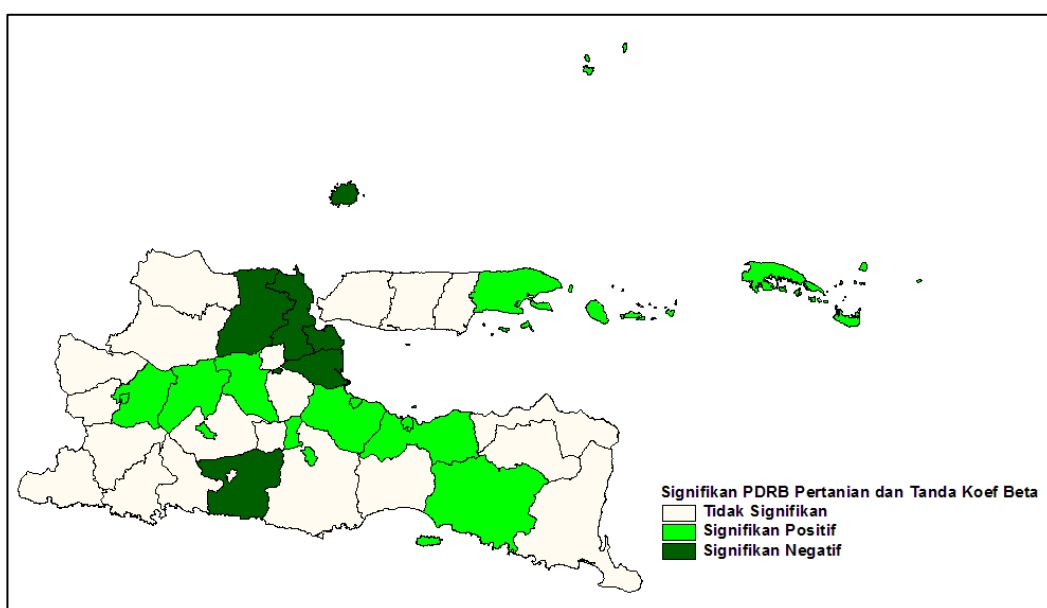 Signifikan PDRB Pertanian dan Tanda Koef Beta
Tidak Signifikan
Signifikan Positif
Signifikan Negatif